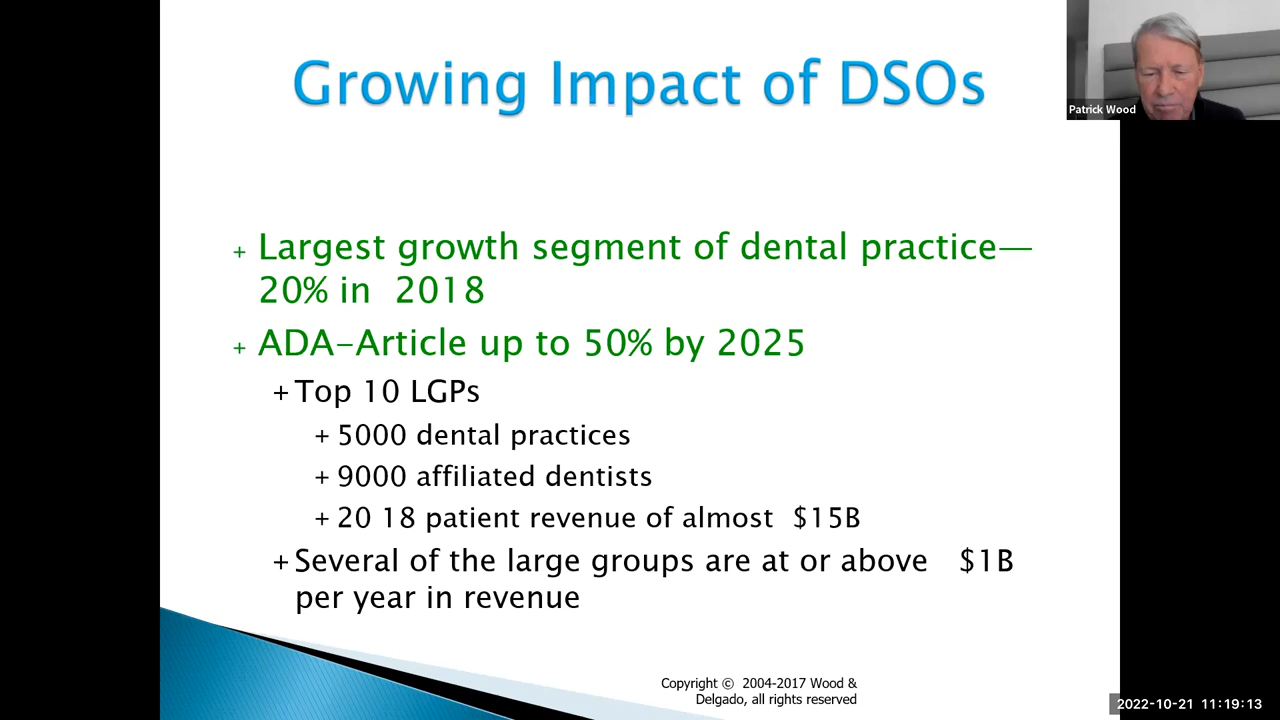 Growing Impact of DSOs
Patrick Wood
+ Largest growth segment of dental practice—
20% in 2018
+ ADA-Article up to 50% by 2025
+ Top 10 LGPs
+ 5000 dental practices
+ 9000 affiliated dentists
+ 20 18 patient revenue of almost $15B
+ Several of the large groups are at or above $1B
per year in revenue
Copyright © 2004-2017 Wood &
Delgado, all rights reserved
2022-10-21 11:19:13